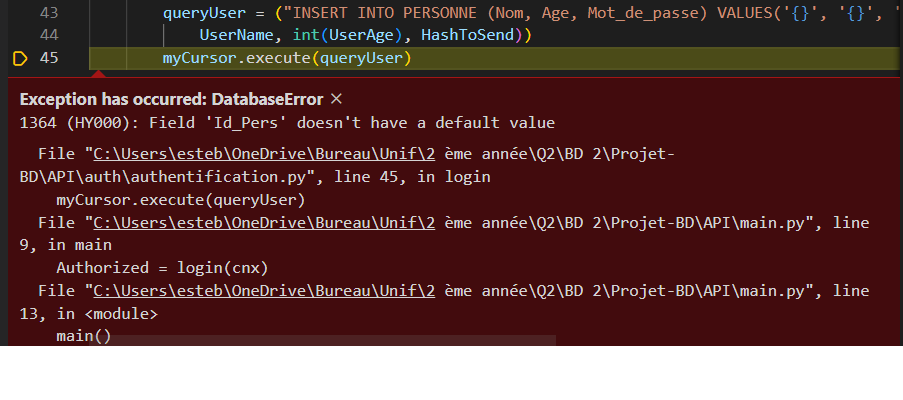 43 queryUser = ("INSERT INTO PERSONNE (Nom, Age, Mot_de_passe) VALUES('{}', '{}', '
44 UserName, int(UserAge), HashToSend))
45 myCursor.execute(queryUser)
Exception has occurred: DatabaseError ×
1364 (HY000): Field 'Id_Pers' doesn't have a default value
File "C:\Users\esteb\OneDrive\Bureau\Unif\2 ème année\Q2\BD 2\Projet-
BD\API\auth\authentification.py", line 45, in login
myCursor.execute(queryUser)
File "C:\Users\esteb\OneDrive\Bureau\Unif\2 ème année\Q2\BD 2\Projet-BD\API\main.py", line
9, in main
Authorized = login(cnx)
File "C:\Users\esteb\OneDrive\Bureau\Unif\2 ème année\Q2\BD 2\Projet-BD\API\main.py", line
13, in <module>
main()